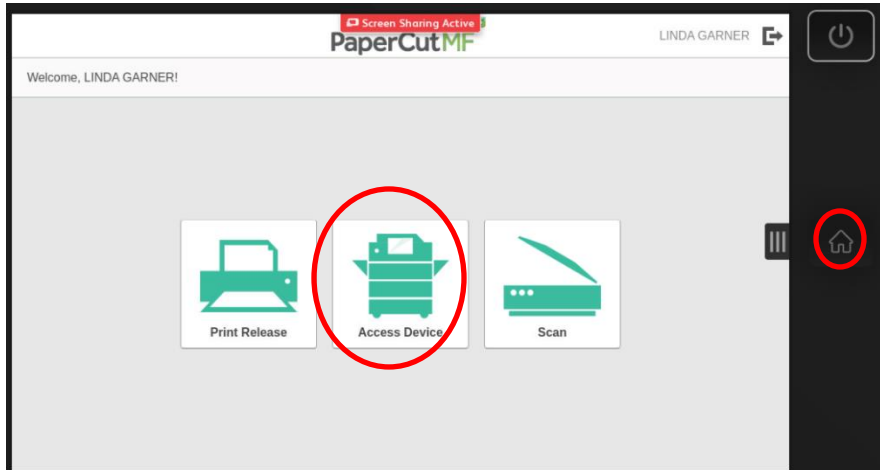 Screen Sharing Active
PaperCutMF
LINDA GARNER
Welcome, LINDA GARNER!
Print Release
Access Device
Scan